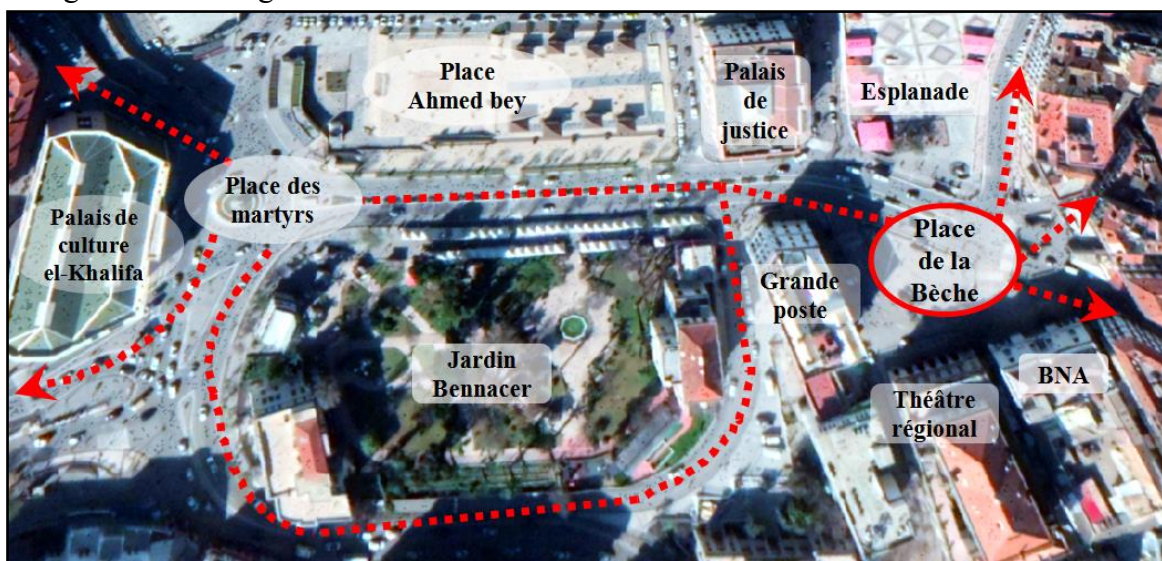 Place
Ahmed bey
Palais
de
justice
Esplanade
Place des
martyrs
Palais de
culture
el-Khalifa
Place
de la
Bèche
Grande
poste
Jardin
Bennacer
BNA
Théâtre
régional